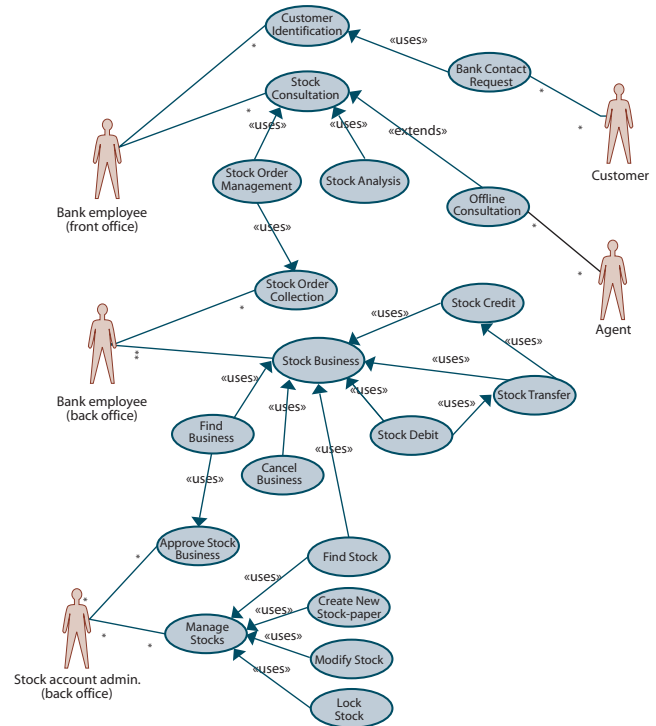 Customer
Identification
*
«uses»
Bank Contact
Request
*
*
Customer
Stock
Consultation
*
«uses»
«uses»
«extends»
Bank employee
(front office)
Stock Order
Management
Stock Analysis
Offline
Consultation
*
*
Agent
«uses»
Stock Order
Collection
*
Bank employee
(back office)
*
*
Stock Business
«uses»
Stock Credit
«uses»
«uses»
Stock Transfer
«uses»
«uses»
Stock Debit
«uses»
Find
Business
«uses»
Cancel
Business
«uses»
«uses»
Approve Stock
Business
*
*
Find Stock
«uses»
Create New
Stock-paper
«uses»
Manage
Stocks
*
*
«uses»
Modify Stock
«uses»
Lock
Stock
Stock account admin.
(back office)